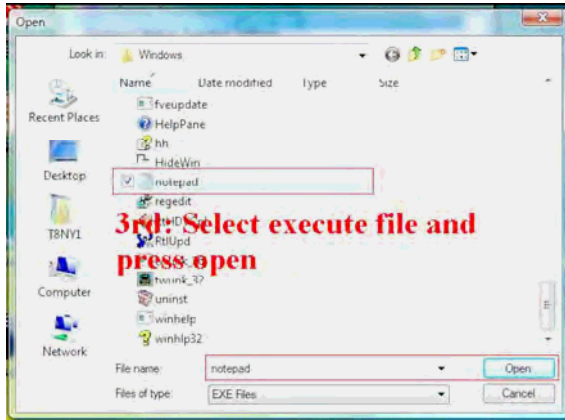 Open
Look in: Windows
Name Date modified Type Size
fveupdate
Recent Places
HelpPane
hh
HideWin
Desktop
notepad
regedit
3rd: Select execute file and
T8NY1
RtlUpd
press open
twunk_32
Computer
uninst
winhelp
winhlp32
Network
File name: notepad Open
Files of type: EXE Files Cancel